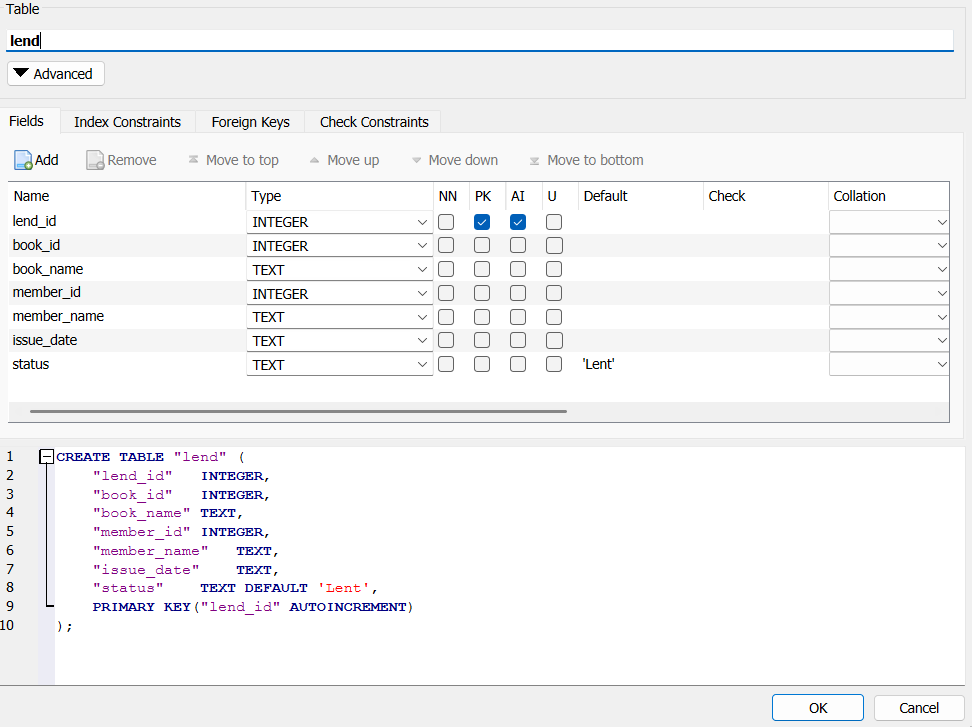 Table
lend
Advanced
Fields Index Constraints Foreign Keys Check Constraints
Add Remove Move to top Move up Move down Move to bottom
Name Type NN PK AI U Default Check Collation
lend_id INTEGER
book_id INTEGER
book_name TEXT
member_id INTEGER
member_name TEXT
issue_date TEXT
status TEXT 'Lent'
1 CREATE TABLE "lend" (
2 "lend_id" INTEGER,
3 "book_id" INTEGER,
4 "book_name" TEXT,
5 "member_id" INTEGER,
6 "member_name" TEXT,
7 "issue_date" TEXT,
8 "status" TEXT DEFAULT 'Lent',
9 PRIMARY KEY("lend_id" AUTOINCREMENT)
10 );
OK Cancel